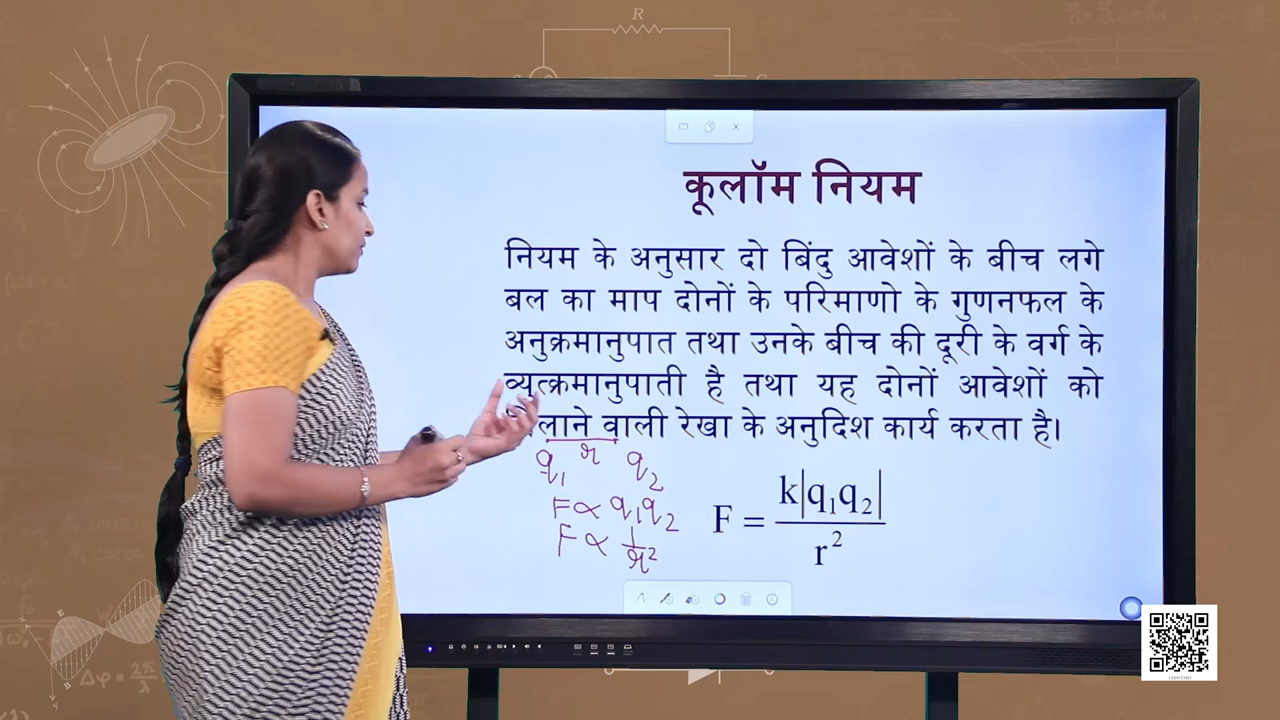 R
कूलॉम नियम
नियम के अनुसार दो बिंदु आवेशों के बीच लगे
बल का माप दोनों के परिमाणो के गुणनफल के
अनुक्रमानुपात तथा उनके बीच की दूरी के वर्ग के
व्युत्क्रमानुपाती है तथा यह दोनों आवेशों को
वाली रेखा के अनुदिश कार्य करता है।
q₁ r q₂
F ∝ q₁q₂
F ∝ 1/r²
F = k|q₁q₂| / r²